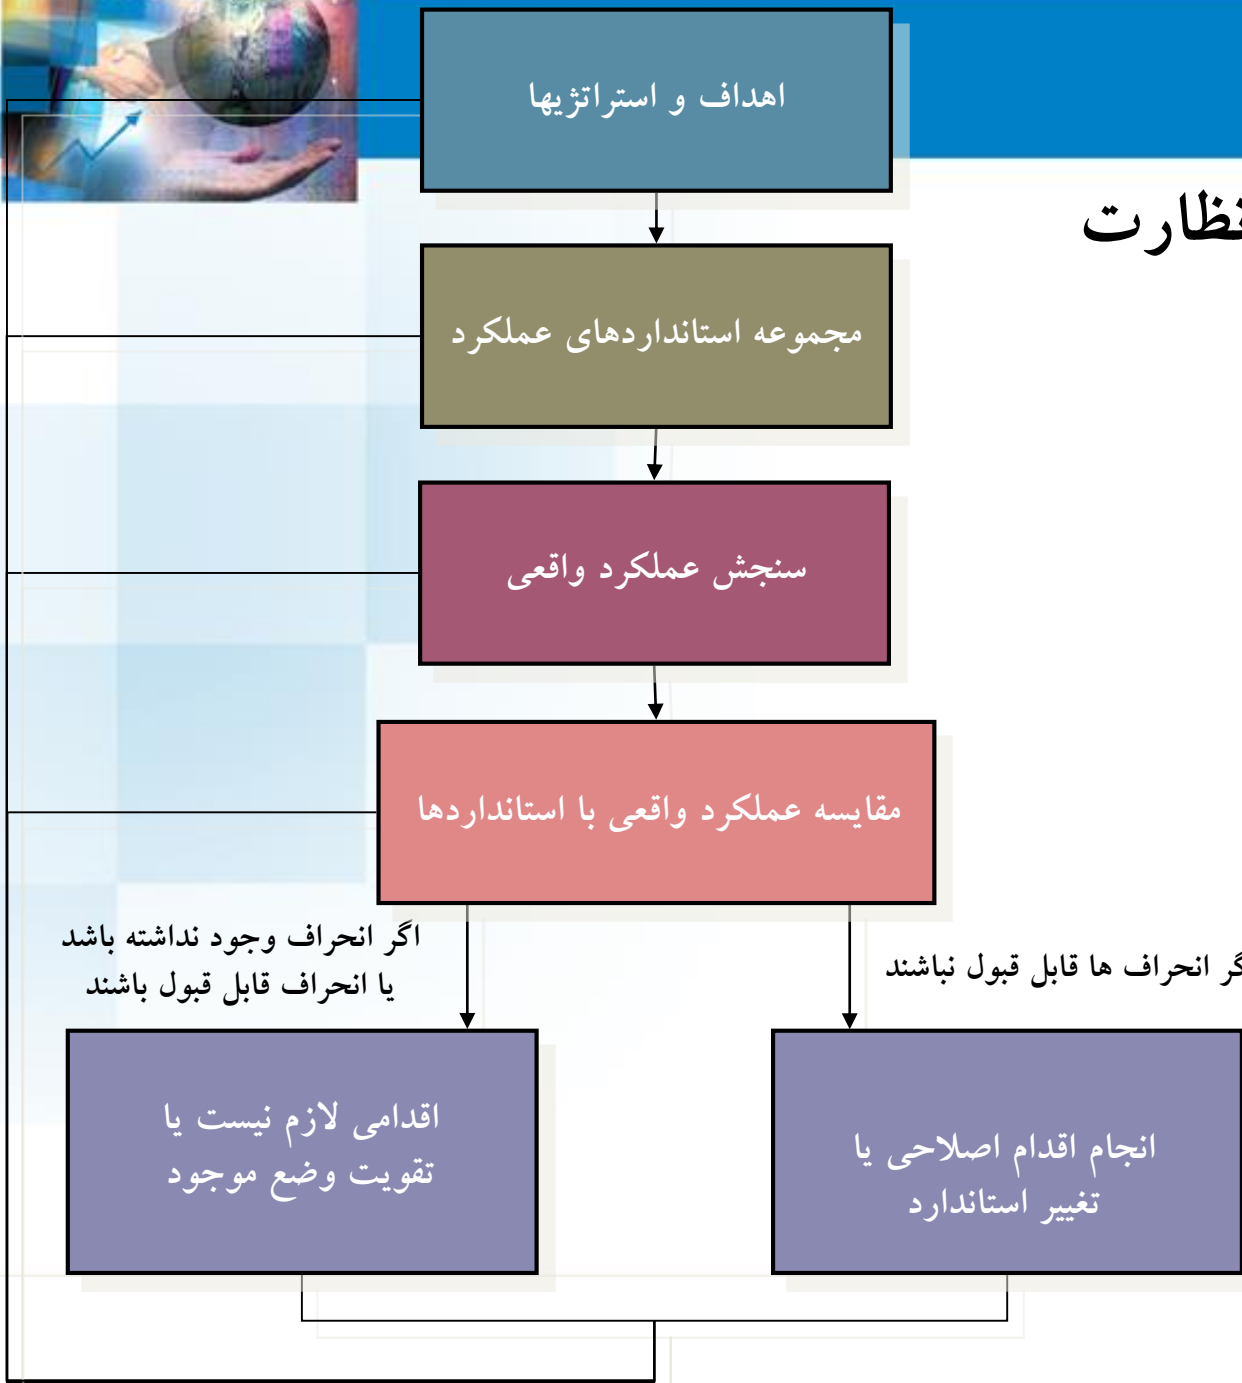 اهداف و استراتژیها
نظارت
مجموعه استانداردهای عملکرد
سنجش عملکرد واقعی
مقایسه عملکرد واقعی با استانداردها
گر انحراف ها قابل قبول نباشند
اگر انحراف وجود نداشته باشد
یا انحراف قابل قبول باشند
انجام اقدام اصلاحی یا
تغییر استاندارد
اقدامی لازم نیست یا
تقویت وضع موجود